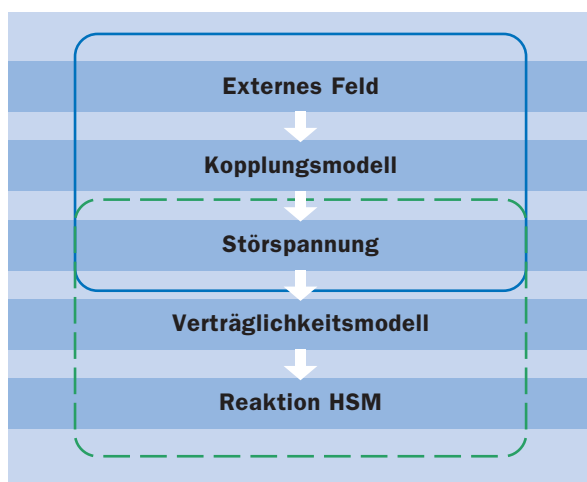 Externes Feld
Kopplungsmodell
Störspannung
Verträglichkeitsmodell
Reaktion HSM